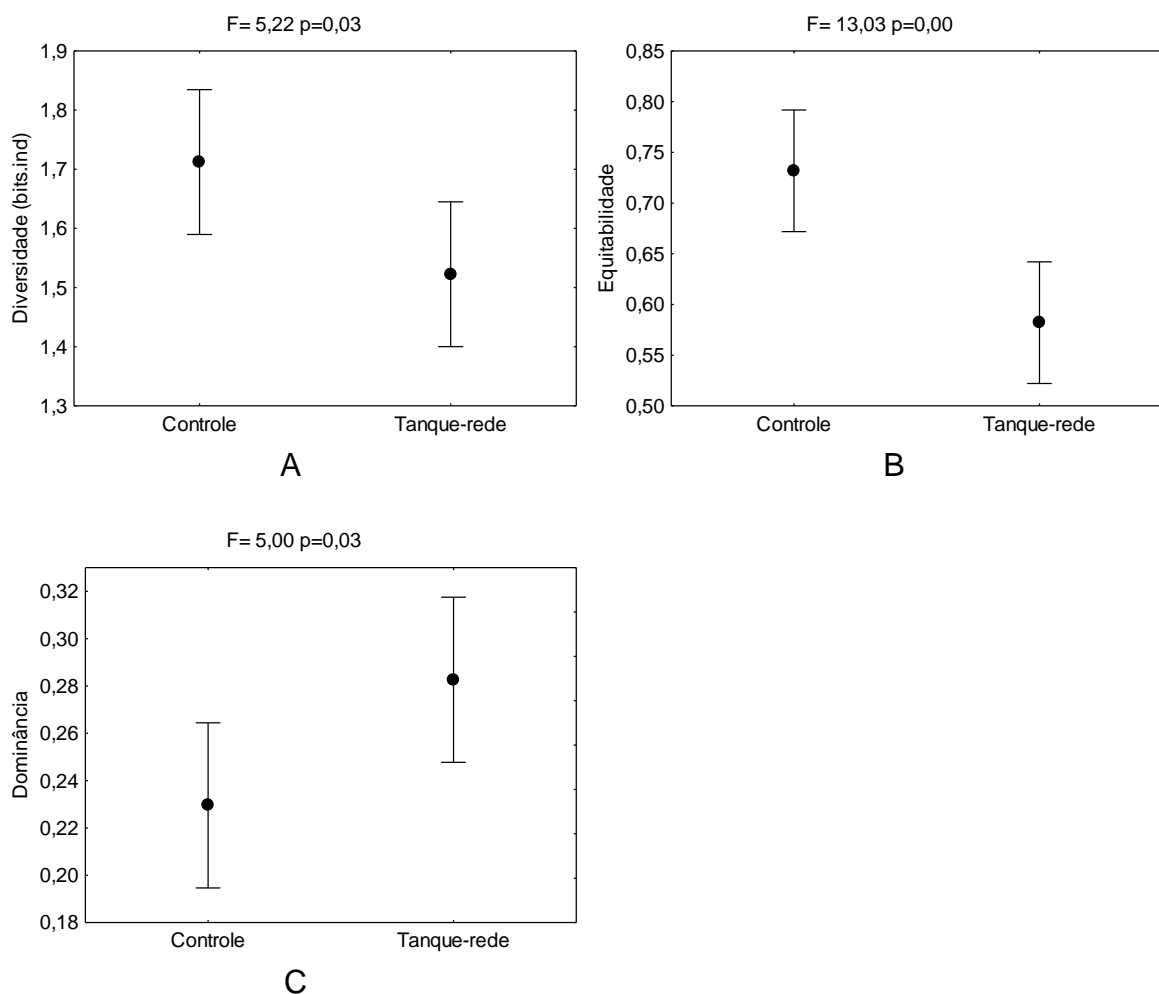 F= 5,22 p=0,03
1,9
1,8
1,7
1,6
1,5
1,4
1,3
Diversidade (bits.ind)
Controle
Tanque-rede
A
F= 13,03 p=0,00
0,85
0,80
0,75
0,70
0,65
0,60
0,55
0,50
Equitabilidade
Controle
Tanque-rede
B
F= 5,00 p=0,03
0,32
0,30
0,28
0,26
0,24
0,22
0,20
0,18
Dominância
Controle
Tanque-rede
C